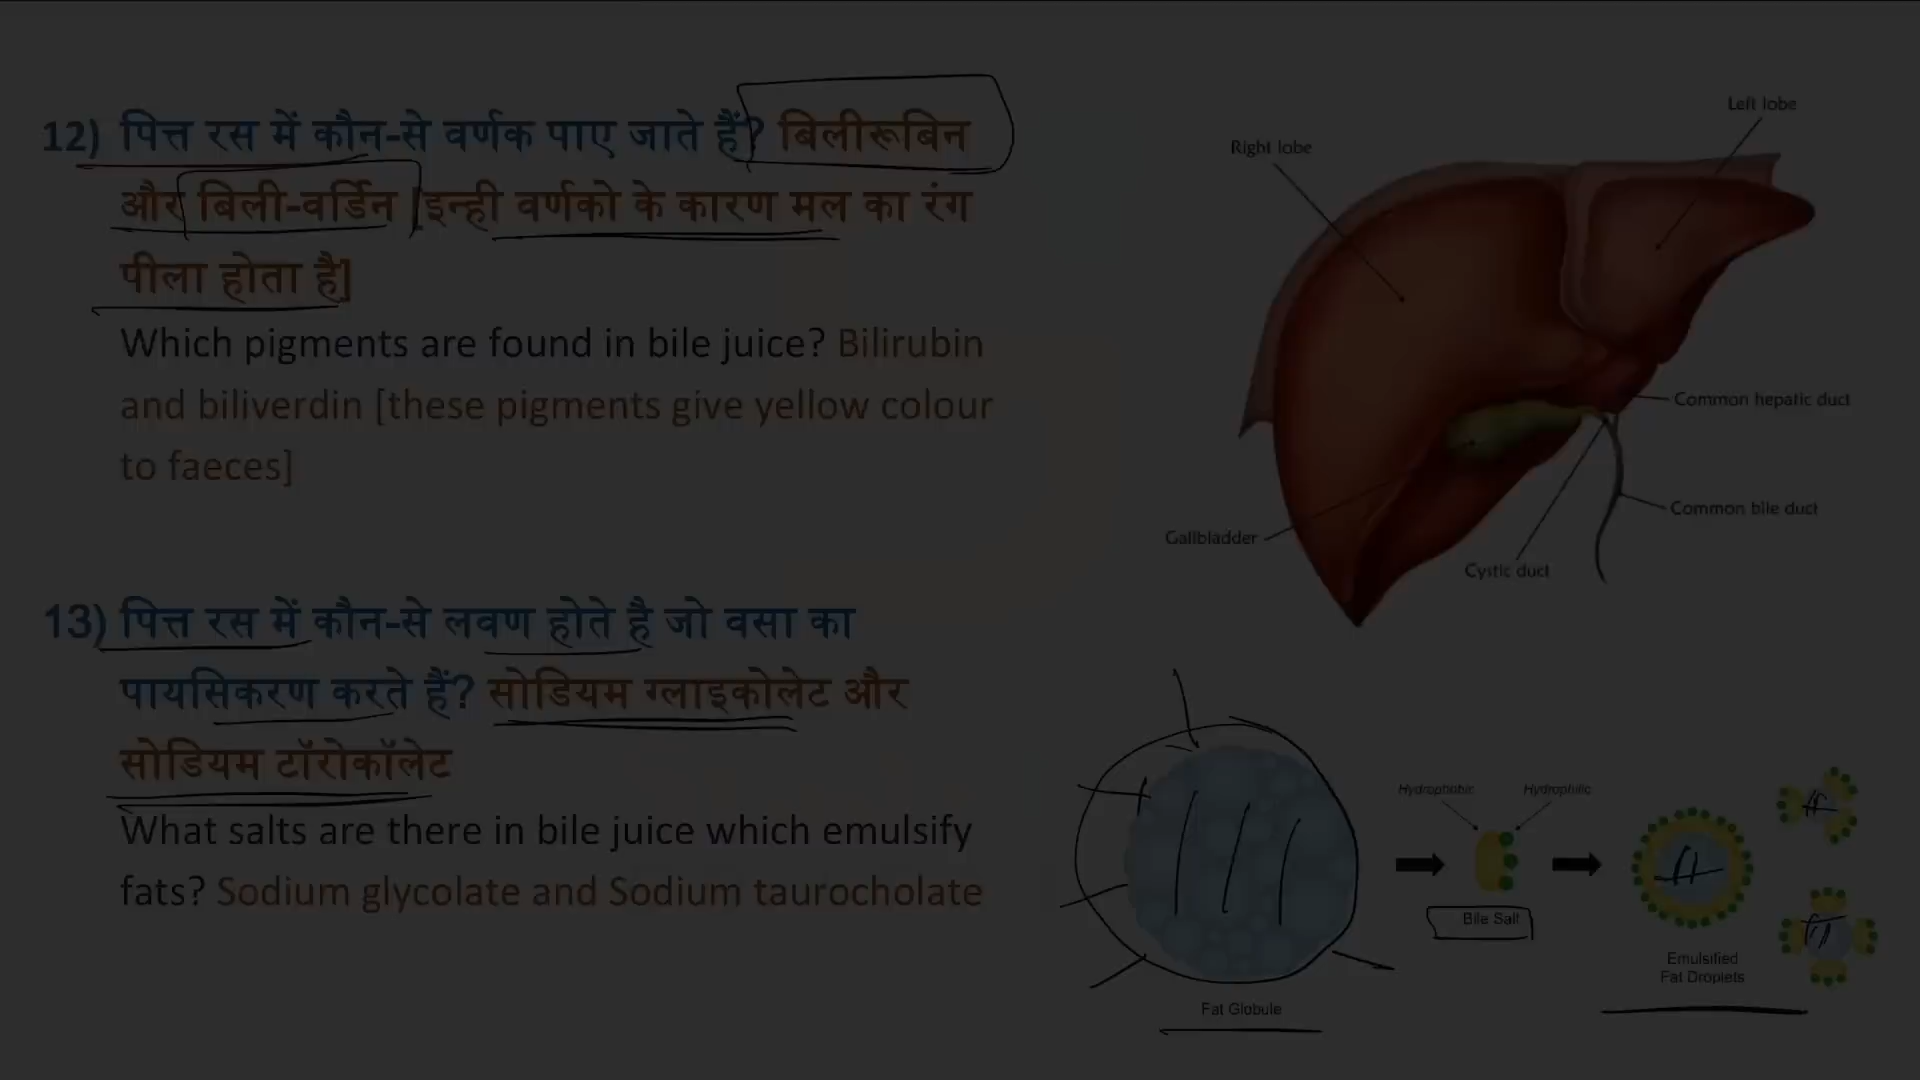 12) पित्त रस में कौन-से वर्णक पाए जाते हैं? बिलीरूबिन
और बिली-वर्डिन [इन्ही वर्णको के कारण मल का रंग
पीला होता है]
Which pigments are found in bile juice? Bilirubin
and biliverdin [these pigments give yellow colour
to faeces]
13) पित्त रस में कौन-से लवण होते है जो वसा का
पायसिकरण करते हैं? सोडियम ग्लाइकोलेट और
सोडियम टॉरोकॉलेट
What salts are there in bile juice which emulsify
fats? Sodium glycolate and Sodium taurocholate
Left lobe
Right lobe
Common hepatic duct
Common bile duct
Gallbladder
Cystic duct
Hydrophobic
Hydrophilic
Bile Salt
Emulsified
Fat Droplets
Fat Globule